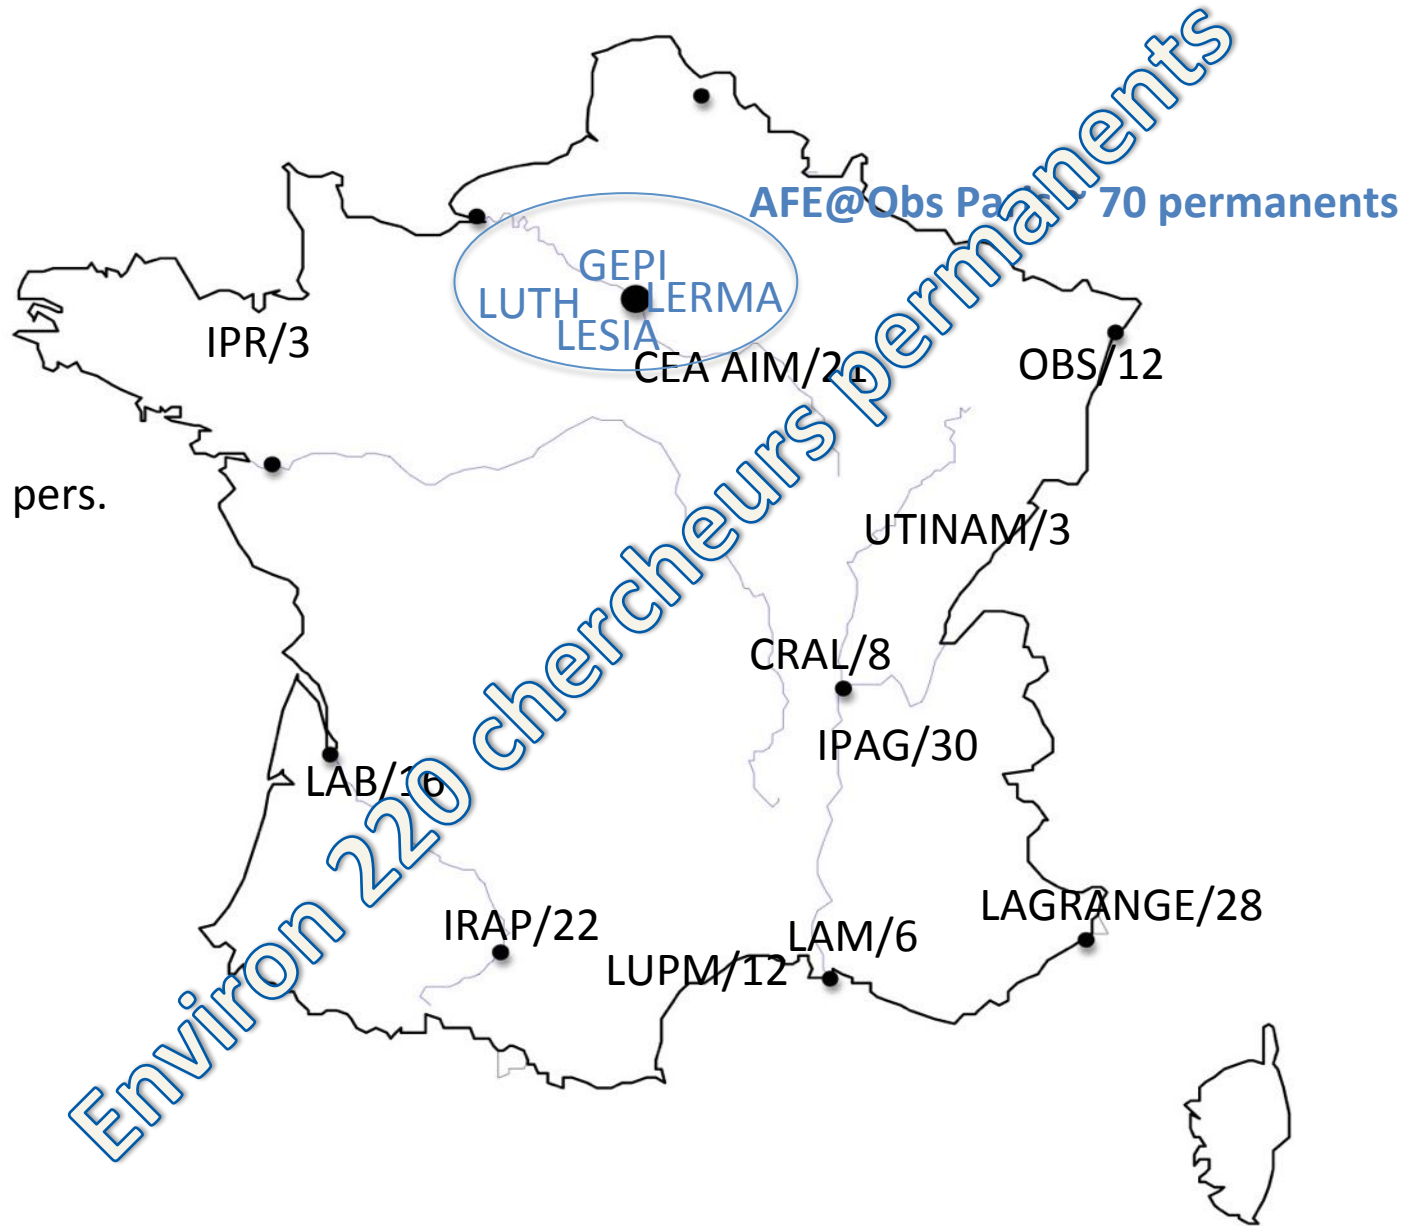 AFE@Obs Paris ~ 70 permanents
GEPI
LUTH
LERMA
LESIA
IPR/3
CEA AIM/21
OBS/12
pers.
UTINAM/3
CRAL/8
IPAG/30
LAB/16
LAGRANGE/28
IRAP/22
LAM/6
LUPM/12
Environ 220 chercheurs permanents